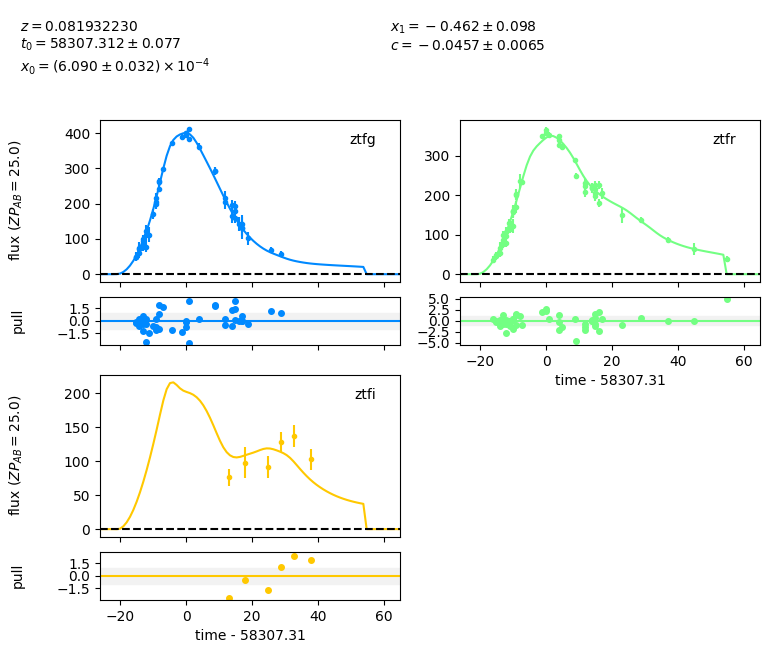 z = 0.081932230
t₀ = 58307.312 ± 0.077
x₀ = (6.090 ± 0.032) × 10⁻⁴
x₁ = −0.462 ± 0.098
c = −0.0457 ± 0.0065
flux (ZP_AB = 25.0)
400
300
200
100
0
ztfg
pull
1.5
0.0
−1.5
300
200
100
0
ztfr
5.0
2.5
0.0
−2.5
−5.0
−20 0 20 40 60
time - 58307.31
flux (ZP_AB = 25.0)
200
150
100
50
0
ztfi
pull
1.5
0.0
−1.5
−20 0 20 40 60
time - 58307.31